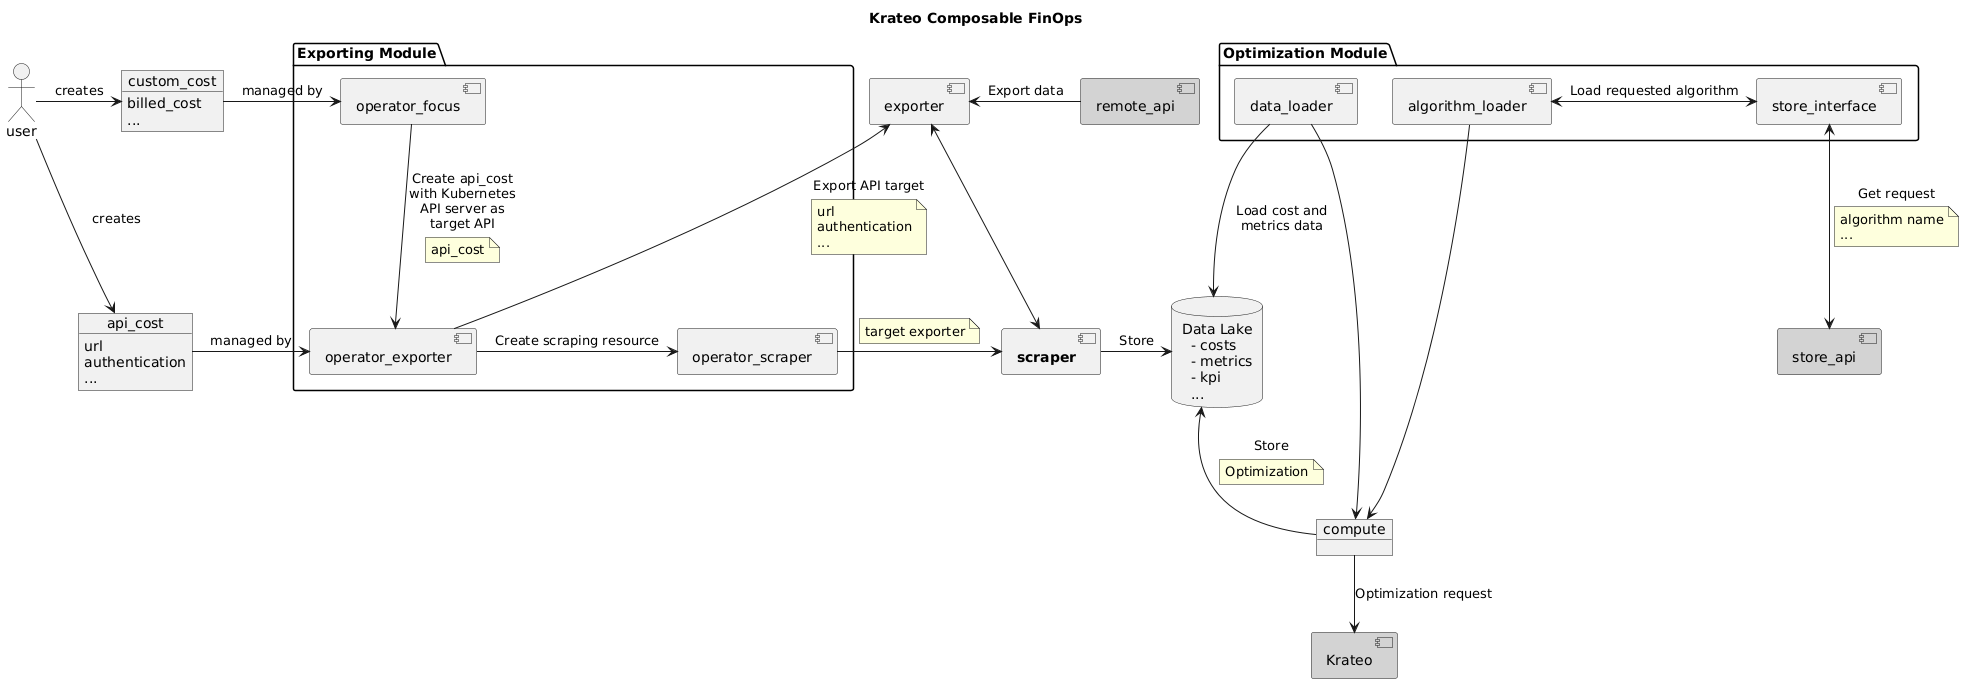 Krateo Composable FinOps
Exporting Module
Optimization Module
user
creates
custom_cost
billed_cost
...
managed by
operator_focus
exporter
Export data
remote_api
data_loader
algorithm_loader
Load requested algorithm
store_interface
creates
Create api_cost
with Kubernetes
API server as
target API
api_cost
Export API target
url
authentication
...
Load cost and
metrics data
Get request
algorithm name
...
api_cost
url
authentication
...
managed by
operator_exporter
Create scraping resource
operator_scraper
target exporter
scraper
Store
Data Lake
- costs
- metrics
- kpi
...
store_api
Store
Optimization
compute
Optimization request
Krateo